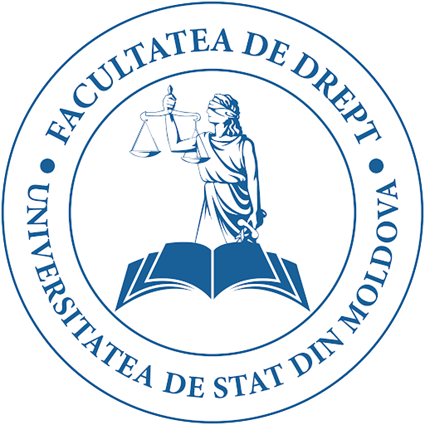 FACULTATEA DE DREPT
UNIVERSITATEA DE STAT DIN MOLDOVA